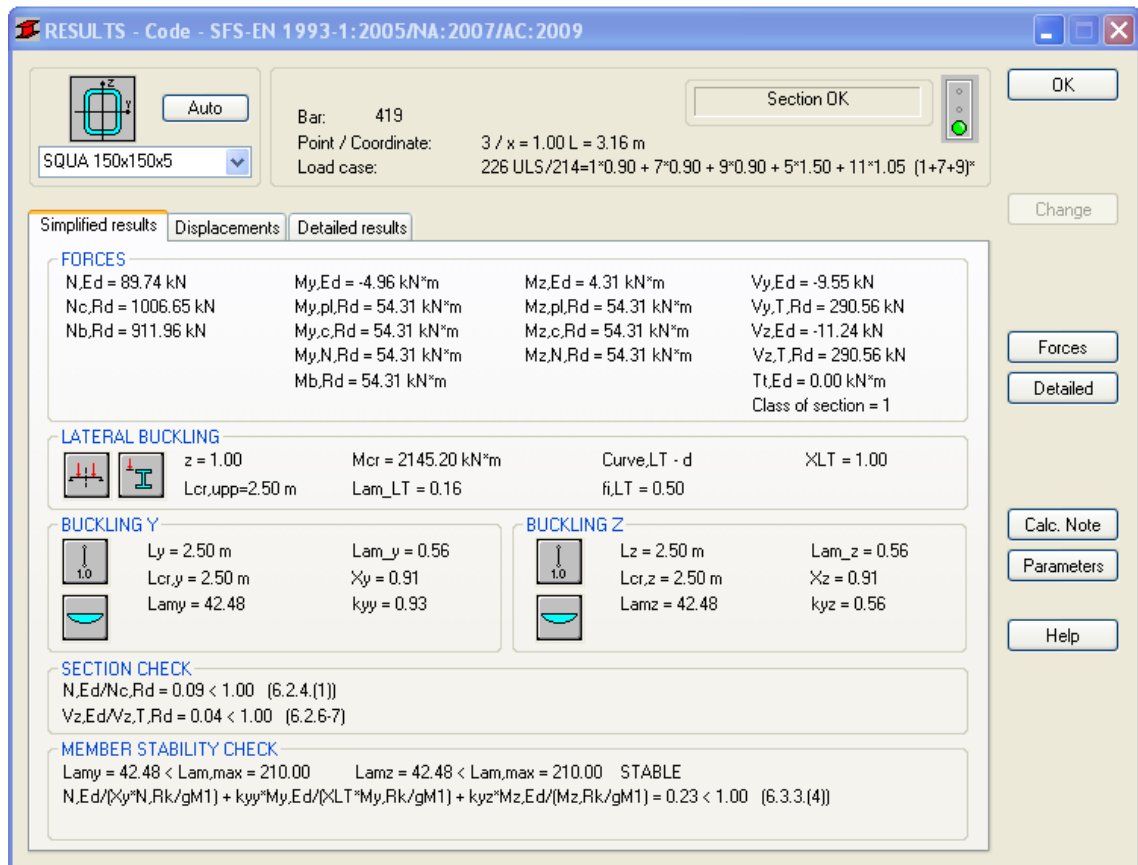 RESULTS - Code - SFS-EN 1993-1:2005/NA:2007/AC:2009
z
y
Auto
SQUA 150x150x5
Bar: 419
Point / Coordinate: 3 / x = 1.00 L = 3.16 m
Load case: 226 ULS/214=1*0.90 + 7*0.90 + 9*0.90 + 5*1.50 + 11*1.05 (1+7+9)*
Section OK
OK
Change
Simplified results Displacements Detailed results
FORCES
N,Ed = 89.74 kN My,Ed = -4.96 kN*m Mz,Ed = 4.31 kN*m Vy,Ed = -9.55 kN
Nc,Rd = 1006.65 kN My,pl,Rd = 54.31 kN*m Mz,pl,Rd = 54.31 kN*m Vy,T,Rd = 290.56 kN
Nb,Rd = 911.96 kN My,c,Rd = 54.31 kN*m Mz,c,Rd = 54.31 kN*m Vz,Ed = -11.24 kN
My,N,Rd = 54.31 kN*m Mz,N,Rd = 54.31 kN*m Vz,T,Rd = 290.56 kN
Mb,Rd = 54.31 kN*m Tt,Ed = 0.00 kN*m
Class of section = 1
Forces
Detailed
LATERAL BUCKLING
z = 1.00 Mcr = 2145.20 kN*m Curve,LT - d XLT = 1.00
Lcr,upp=2.50 m Lam_LT = 0.16 fi,LT = 0.50
BUCKLING Y
1.0
Ly = 2.50 m Lam_y = 0.56
Lcr,y = 2.50 m Xy = 0.91
Lamy = 42.48 kyy = 0.93
BUCKLING Z
1.0
Lz = 2.50 m Lam_z = 0.56
Lcr,z = 2.50 m Xz = 0.91
Lamz = 42.48 kyz = 0.56
Calc. Note
Parameters
Help
SECTION CHECK
N,Ed/Nc,Rd = 0.09 < 1.00 (6.2.4.(1))
Vz,Ed/Vz,T,Rd = 0.04 < 1.00 (6.2.6-7)
MEMBER STABILITY CHECK
Lamy = 42.48 < Lam,max = 210.00 Lamz = 42.48 < Lam,max = 210.00 STABLE
N,Ed/(Xy*N,Rk/gM1) + kyy*My,Ed/(XLT*My,Rk/gM1) + kyz*Mz,Ed/(Mz,Rk/gM1) = 0.23 < 1.00 (6.3.3.(4))